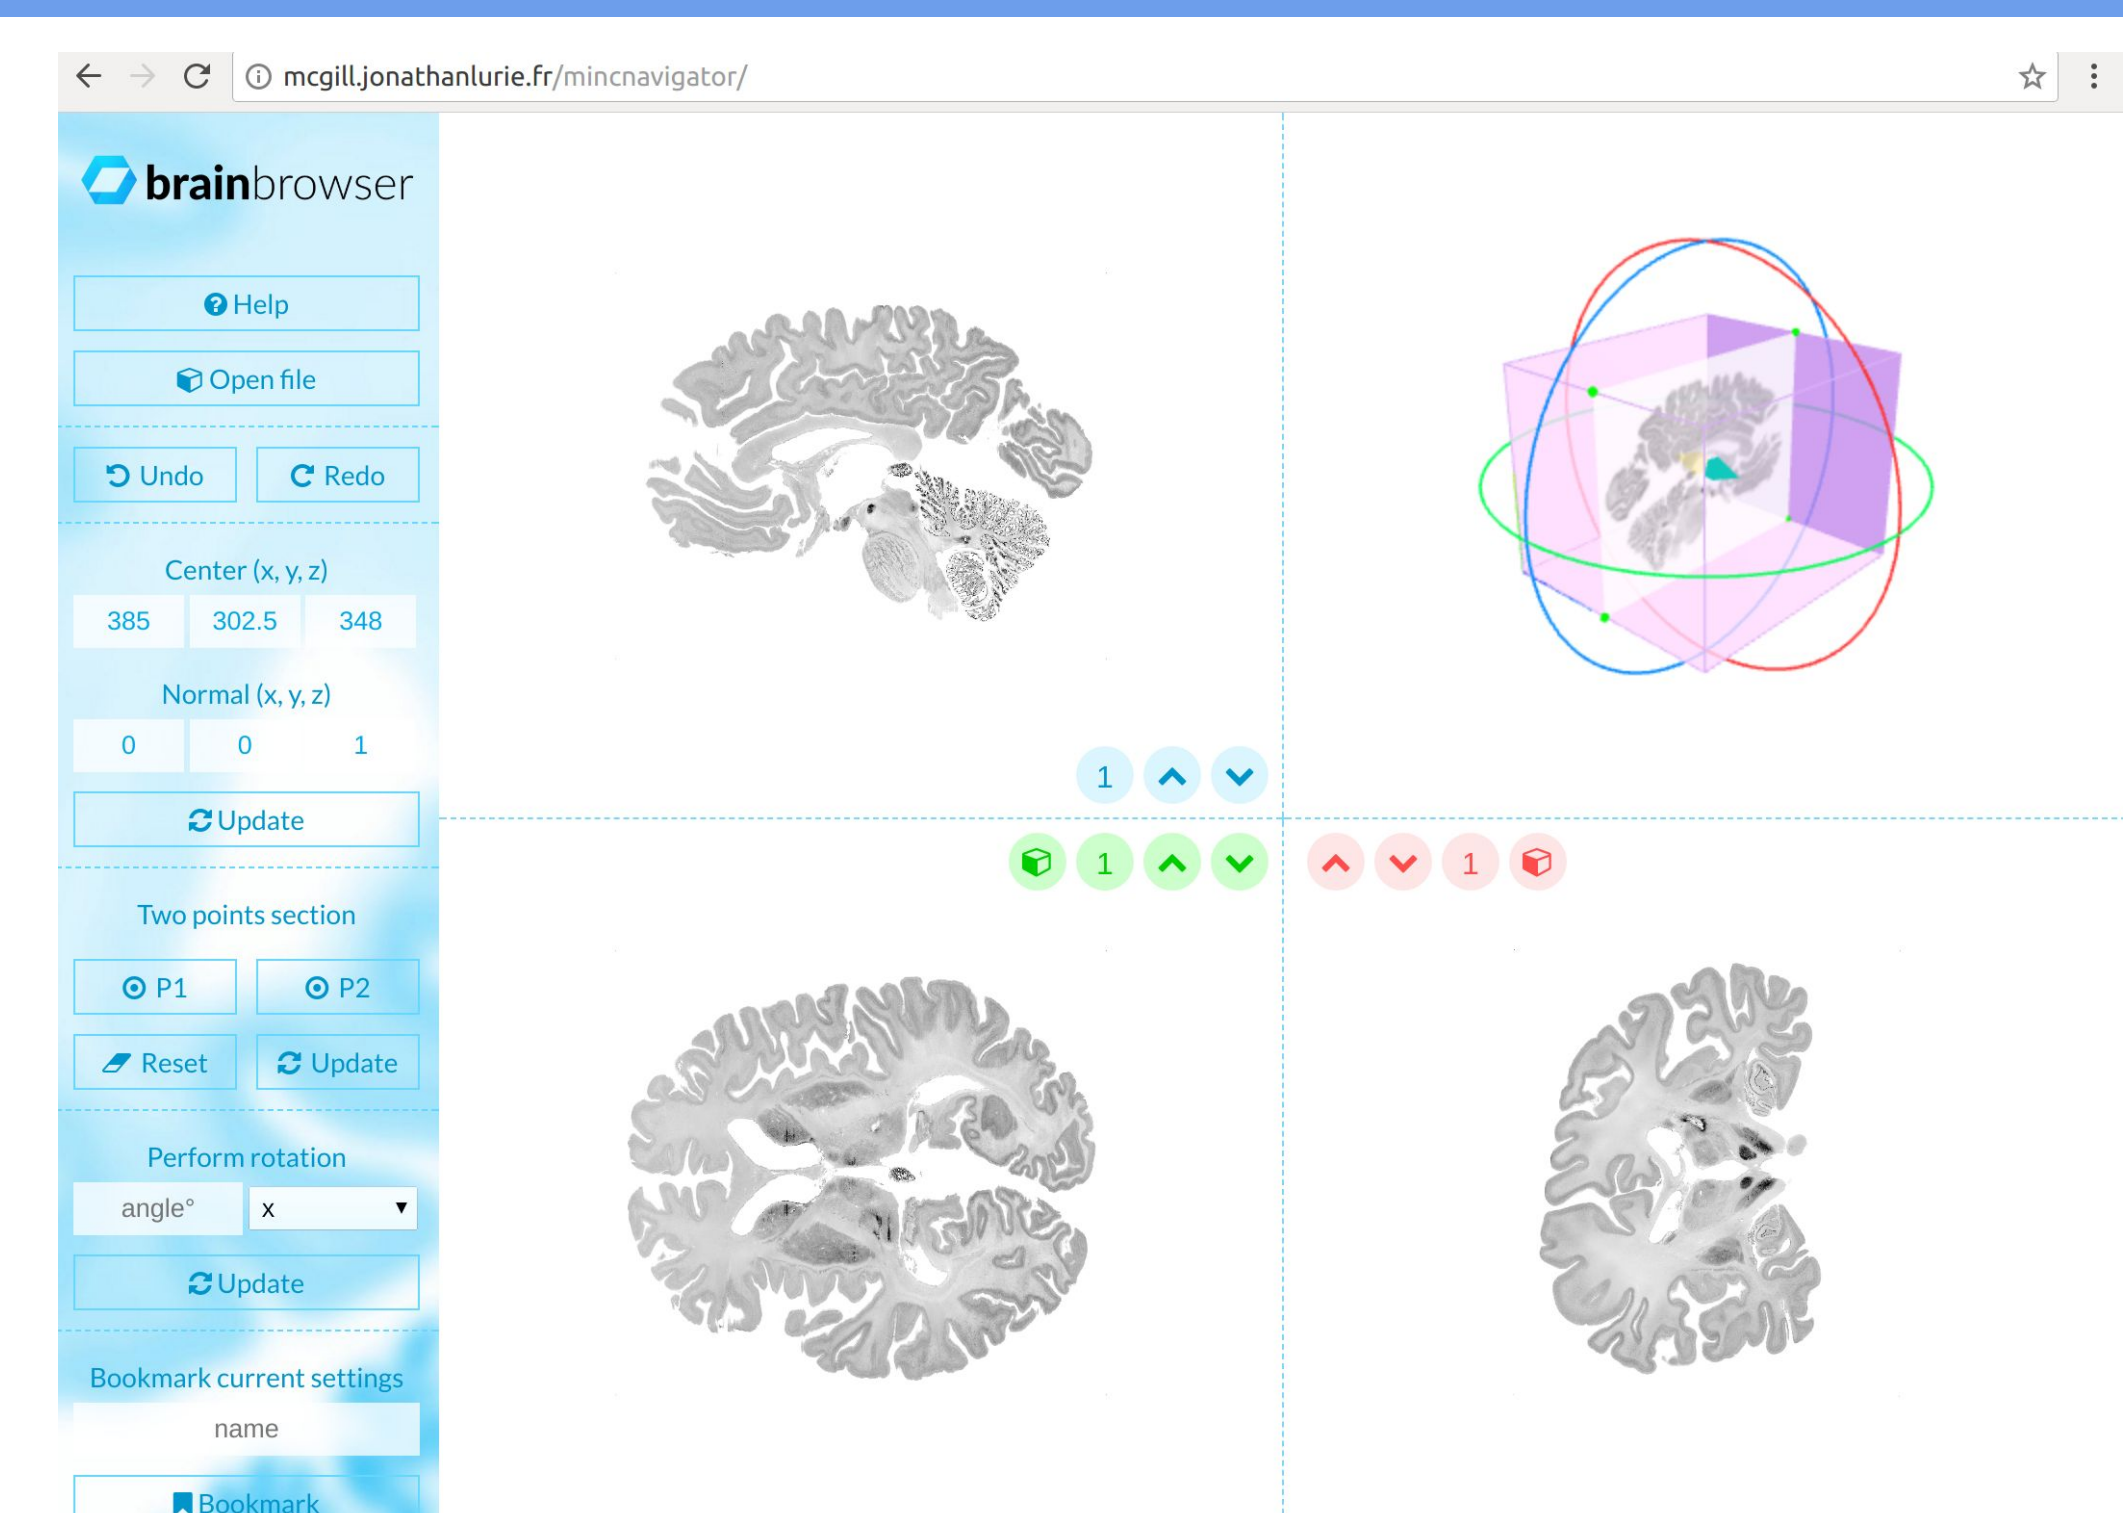 mcgill.jonathanlurie.fr/mincnavigator/
brainbrowser
Help
Open file
Undo Redo
Center (x, y, z)
385 302.5 348
Normal (x, y, z)
0 0 1
Update
Two points section
P1 P2
Reset Update
Perform rotation
angle° x
Update
Bookmark current settings
name
Bookmark
1
1
1